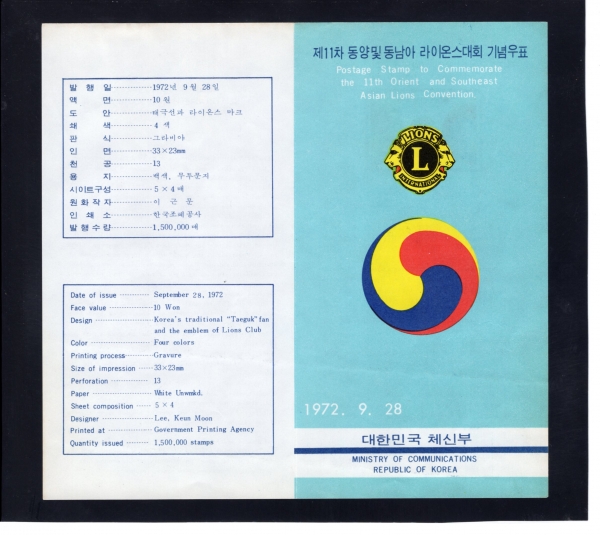 발 행 일 ············ 1972년 9월 28일
액 면 ············ 10원
도 안 ············ 태극선과 라이온스 마크
쇄 색 ············ 4색
판 식 ············ 그라비아
인 면 ············ 33×23mm
천 공 ············ 13
용 지 ············ 백색, 무투문지
시이트구성 ············ 5×4매
원화작자 ············ 이 근 문
인 쇄 소 ············ 한국조폐공사
발행수량 ············ 1,500,000매
Date of issue ············ September 28, 1972
Face value ············ 10 Won
Design ············ Korea's traditional "Taeguk" fan
and the emblem of Lions Club
Color ············ Four colors
Printing process ············ Gravure
Size of impression ············ 33×23mm
Perforation ············ 13
Paper ············ White Unwmkd.
Sheet composition ············ 5×4
Designer ············ Lee, Keun Moon
Printed at ············ Government Printing Agency
Quantity issued ············ 1,500,000 stamps
제11차 동양및동남아 라이온스대회 기념우표
Postage Stamp to Commemorate
the 11th Orient and Southeast
Asian Lions Convention.
LIONS
L
INTERNATIONAL
1972. 9. 28
대한민국 체신부
MINISTRY OF COMMUNICATIONS
REPUBLIC OF KOREA